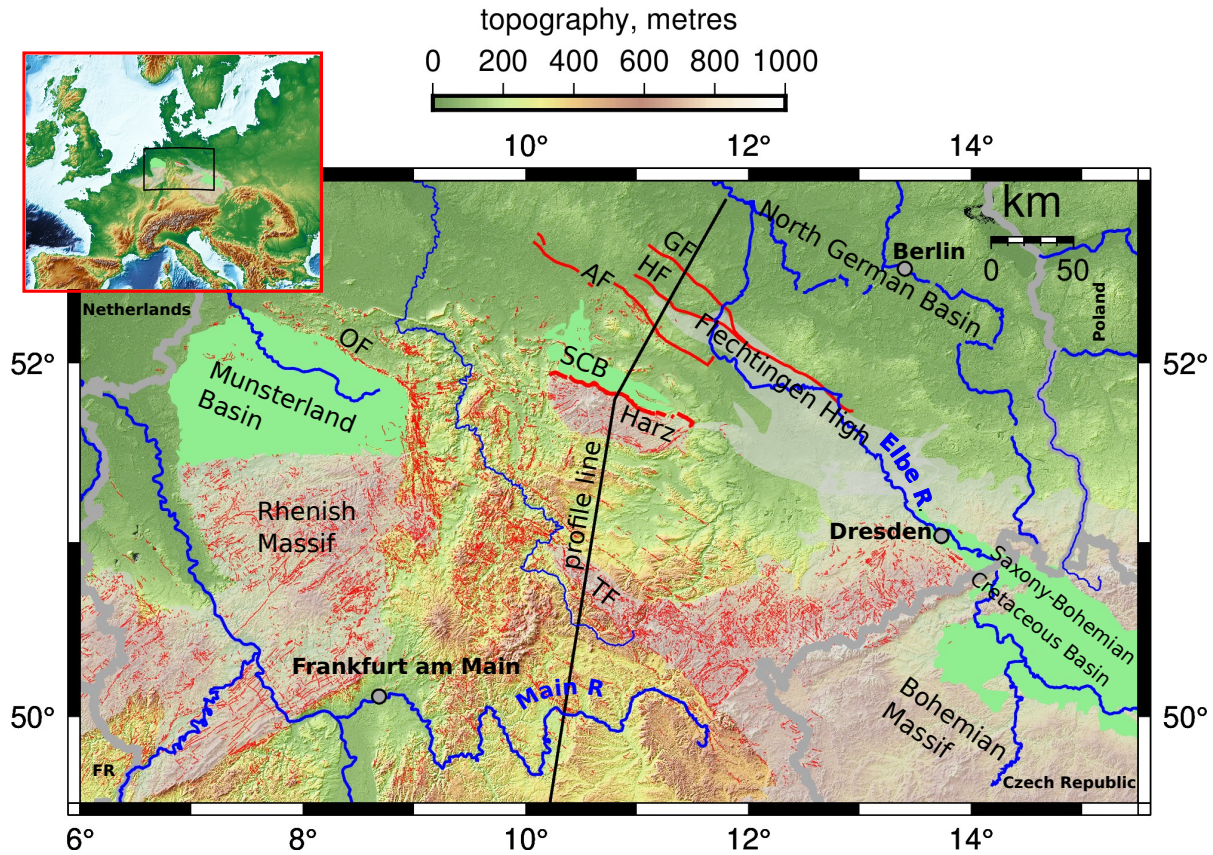 topography, metres
0 200 400 600 800 1000
10° 12° 14°
km
0 50
North German Basin
Berlin
Netherlands
Poland
GF
HF
AF
OF
52° 52°
Flechtingen High
SCB
Munsterland
Basin
Harz
Elbe R.
profile line
Rhenish
Massif
Dresden
Saxony-Bohemian
Cretaceous Basin
TF
Frankfurt am Main
Main R
Bohemian
Massif
50° 50°
FR
Czech Republic
6° 8° 10° 12° 14°